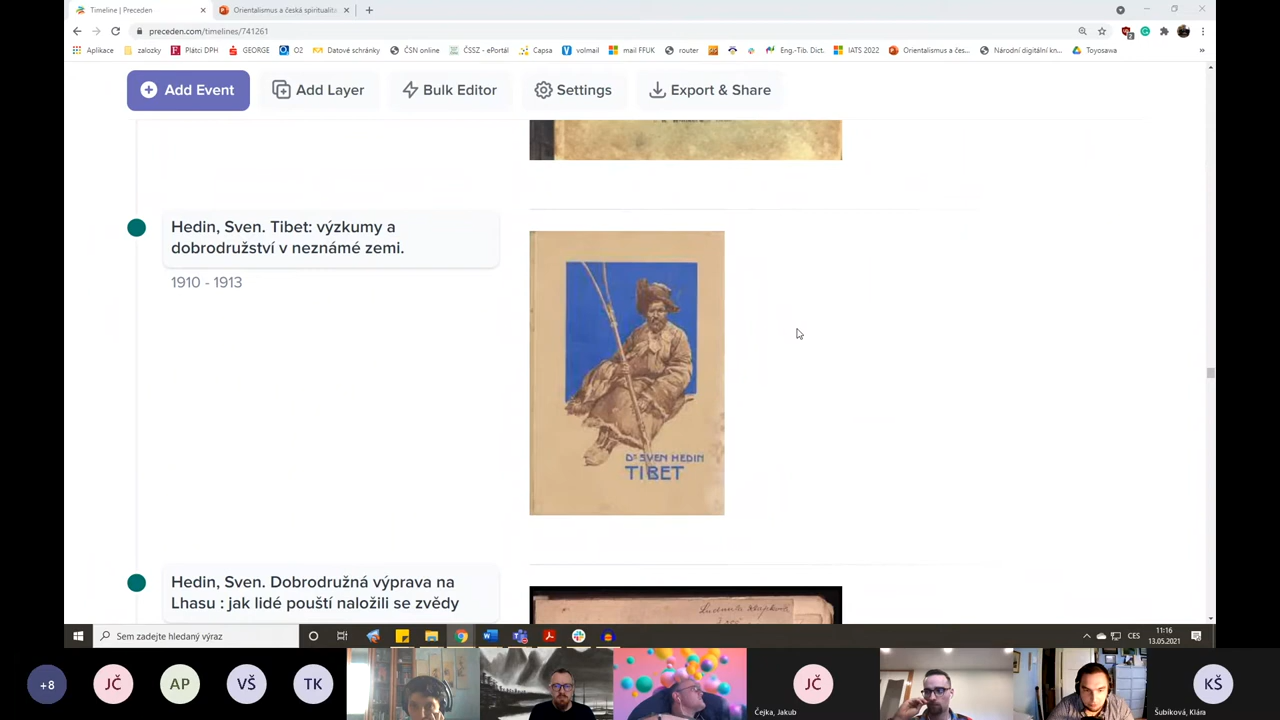 Timeline | Preceden
Orientalismus a česká spiritualita
preceden.com/timelines/741261
Aplikace
zalozky
Plátci DPH
GEORGE
O2
Datové schránky
ČSN online
ČSSZ - ePortál
Capsa
volmail
mail FFUK
router
Eng.-Tib. Dict.
IATS 2022
Orientalismus a čes...
Národní digitální kn...
Toyosawa
»
Add Event
Add Layer
Bulk Editor
Settings
Export & Share
Hedin, Sven. Tibet: výzkumy a
dobrodružství v neznámé zemi.
1910 - 1913
Dr SVEN HEDIN
TIBET
Hedin, Sven. Dobrodružná výprava na
Lhasu : jak lidé pouští naložili se zvědy
Sem zadejte hledaný výraz
CES
11:16
13.05.2021
+8
JČ
AP
VŠ
TK
JČ
Čejka, Jakub
KŠ
Šubíková, Klára